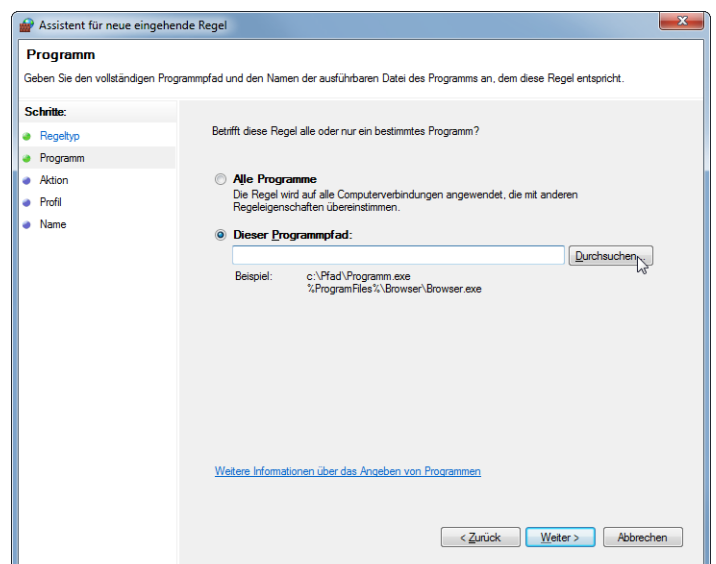 Assistent für neue eingehende Regel
Programm
Geben Sie den vollständigen Programmpfad und den Namen der ausführbaren Datei des Programms an, dem diese Regel entspricht.
Schritte:
Regeltyp
Programm
Aktion
Profil
Name
Betrifft diese Regel alle oder nur ein bestimmtes Programm?
Alle Programme
Die Regel wird auf alle Computerverbindungen angewendet, die mit anderen
Regeleigenschaften übereinstimmen.
Dieser Programmpfad:
Durchsuchen...
Beispiel: c:\Pfad\Programm.exe
%ProgramFiles%\Browser\Browser.exe
Weitere Informationen über das Angeben von Programmen
< Zurück Weiter > Abbrechen